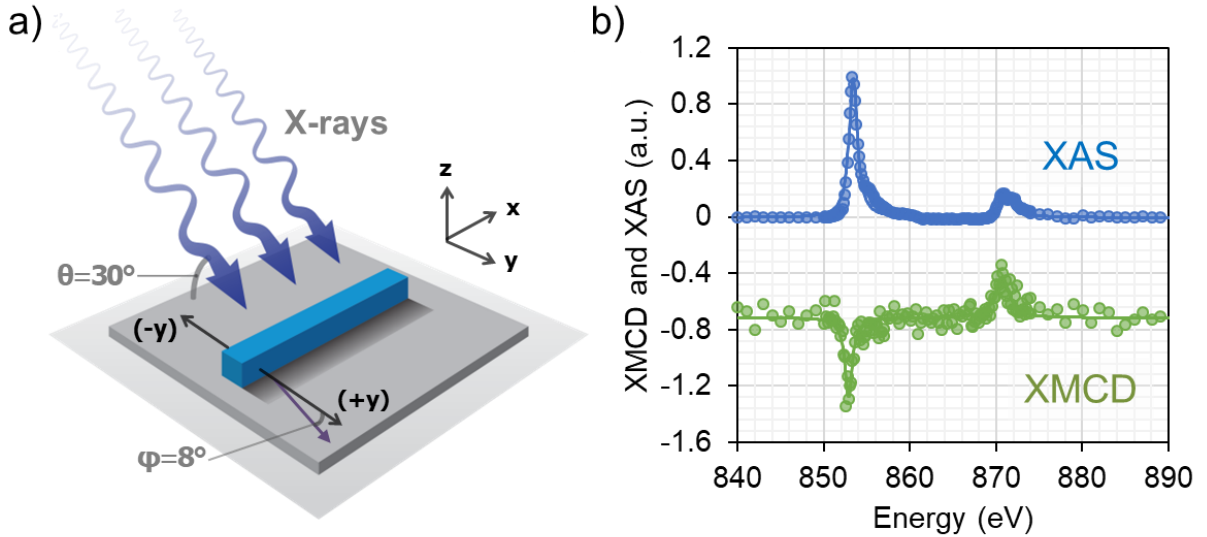 a)
X-rays
z
x
y
θ=30°
(-y)
(+y)
φ=8°
b)
XMCD and XAS (a.u.)
1.2
0.8
0.4
0
-0.4
-0.8
-1.2
-1.6
XAS
XMCD
840 850 860 870 880 890
Energy (eV)